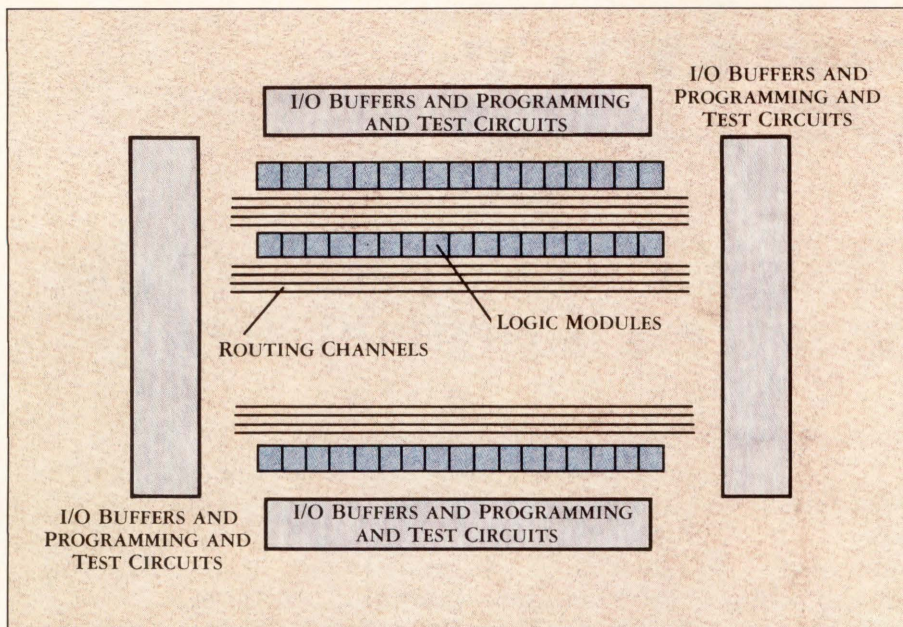 I/O BUFFERS AND PROGRAMMING
AND TEST CIRCUITS
I/O BUFFERS AND
PROGRAMMING AND
TEST CIRCUITS
LOGIC MODULES
ROUTING CHANNELS
I/O BUFFERS AND
PROGRAMMING AND
TEST CIRCUITS
I/O BUFFERS AND PROGRAMMING
AND TEST CIRCUITS